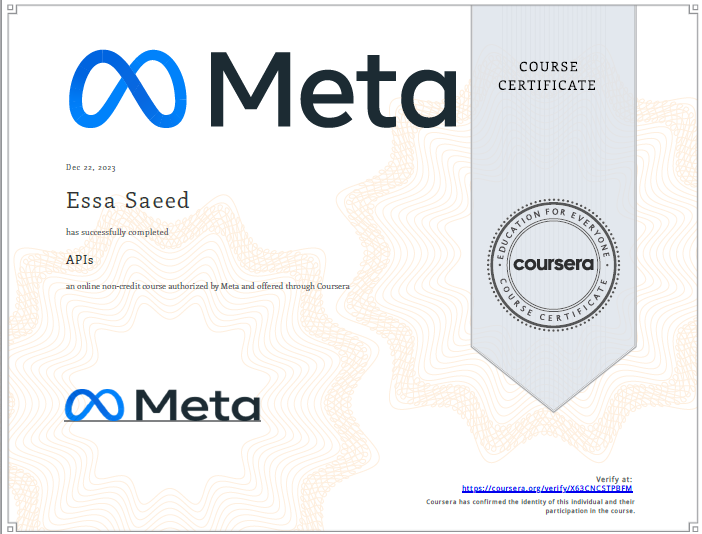 Meta
COURSE
CERTIFICATE
Dec 22, 2023
Essa Saeed
has successfully completed
APIs
an online non-credit course authorized by Meta and offered through Coursera
EDUCATION FOR EVERYONE
coursera
COURSE CERTIFICATE
Meta
Verify at:
https://coursera.org/verify/X63CNCSTPBFM
Coursera has confirmed the identity of this individual and their
participation in the course.